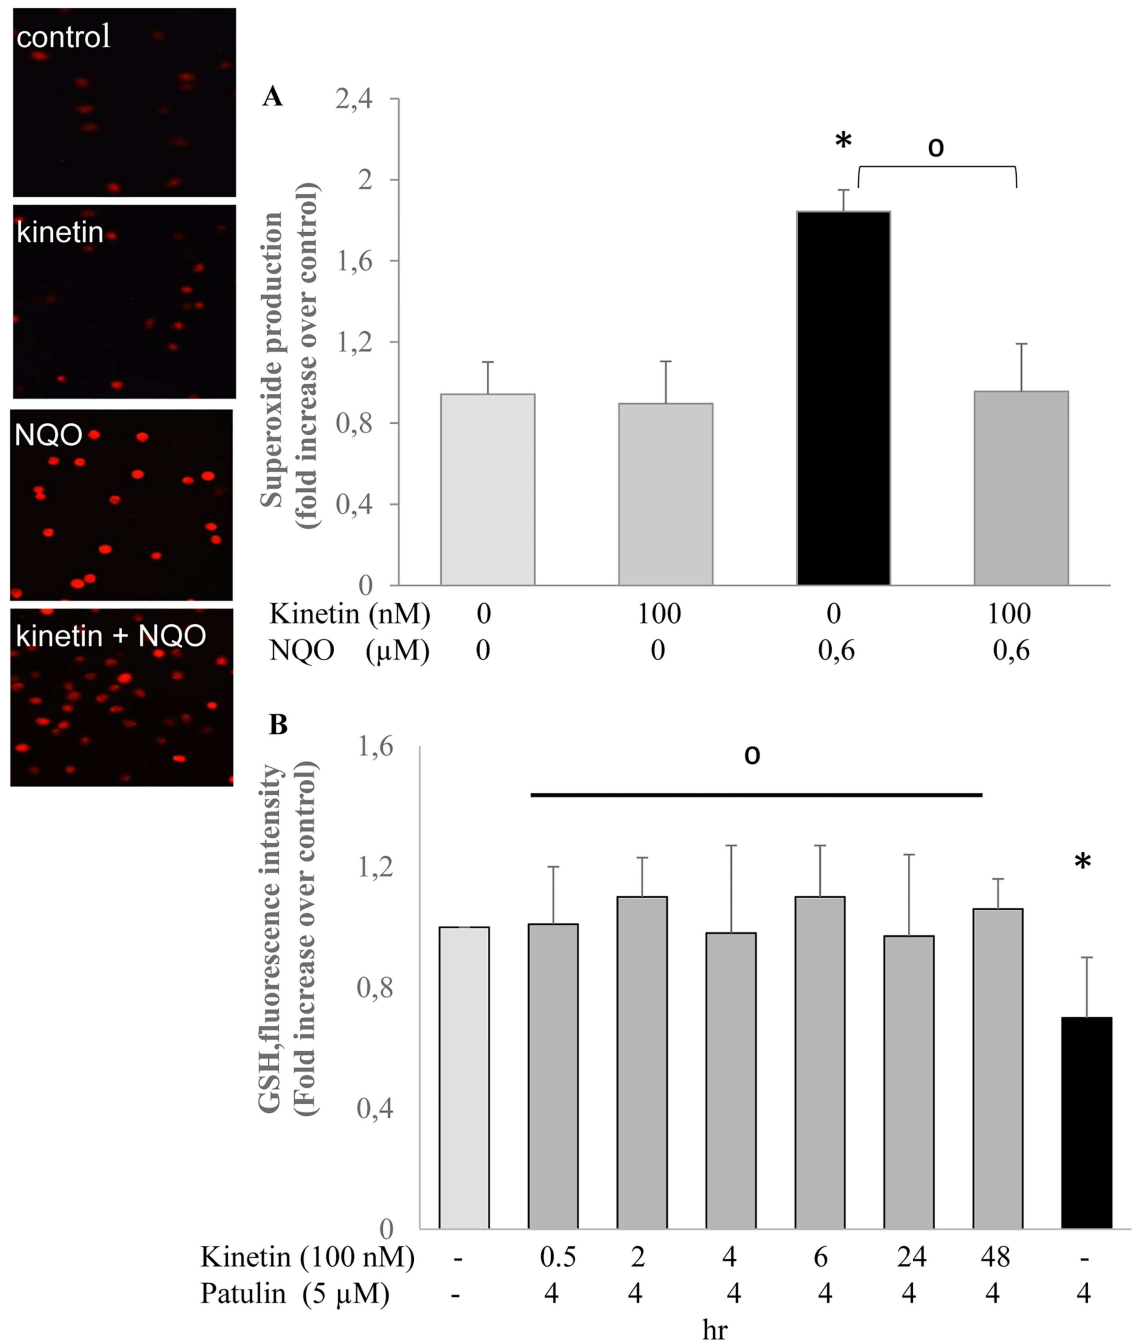 control
kinetin
NQO
kinetin + NQO
A
Superoxide production
(fold increase over control)
2,4
2
1,6
1,2
0,8
0,4
0
*
o
Kinetin (nM) 0 100 0 100
NQO (µM) 0 0 0,6 0,6
B
GSH,fluorescence intensity
(Fold increase over control)
1,6
1,2
0,8
0,4
0
o
*
Kinetin (100 nM) - 0.5 2 4 6 24 48 -
Patulin (5 µM) - 4 4 4 4 4 4 4
hr